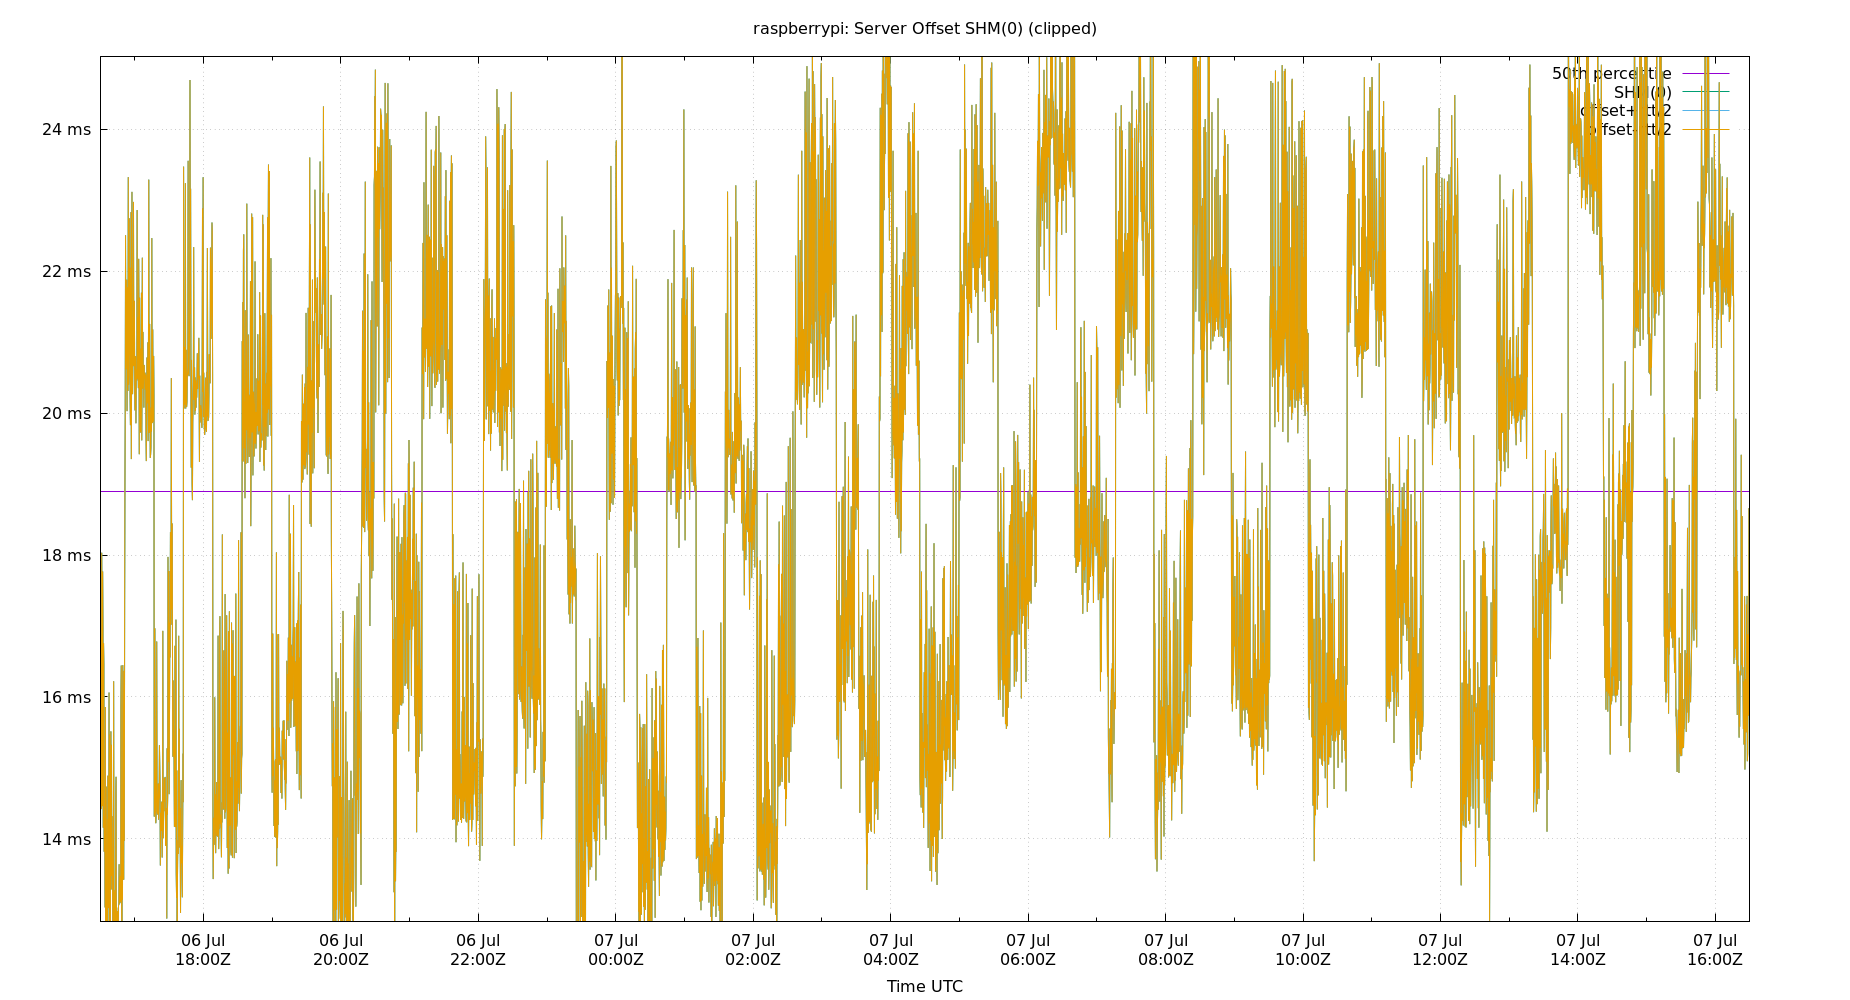 raspberrypi: Server Offset SHM(0) (clipped)
50th percentile
SHM(0)
offset+rtt/2
offset-rtt/2
24 ms
22 ms
20 ms
18 ms
16 ms
14 ms
06 Jul 06 Jul 06 Jul 07 Jul 07 Jul 07 Jul 07 Jul 07 Jul 07 Jul 07 Jul 07 Jul 07 Jul
18:00Z 20:00Z 22:00Z 00:00Z 02:00Z 04:00Z 06:00Z 08:00Z 10:00Z 12:00Z 14:00Z 16:00Z
Time UTC